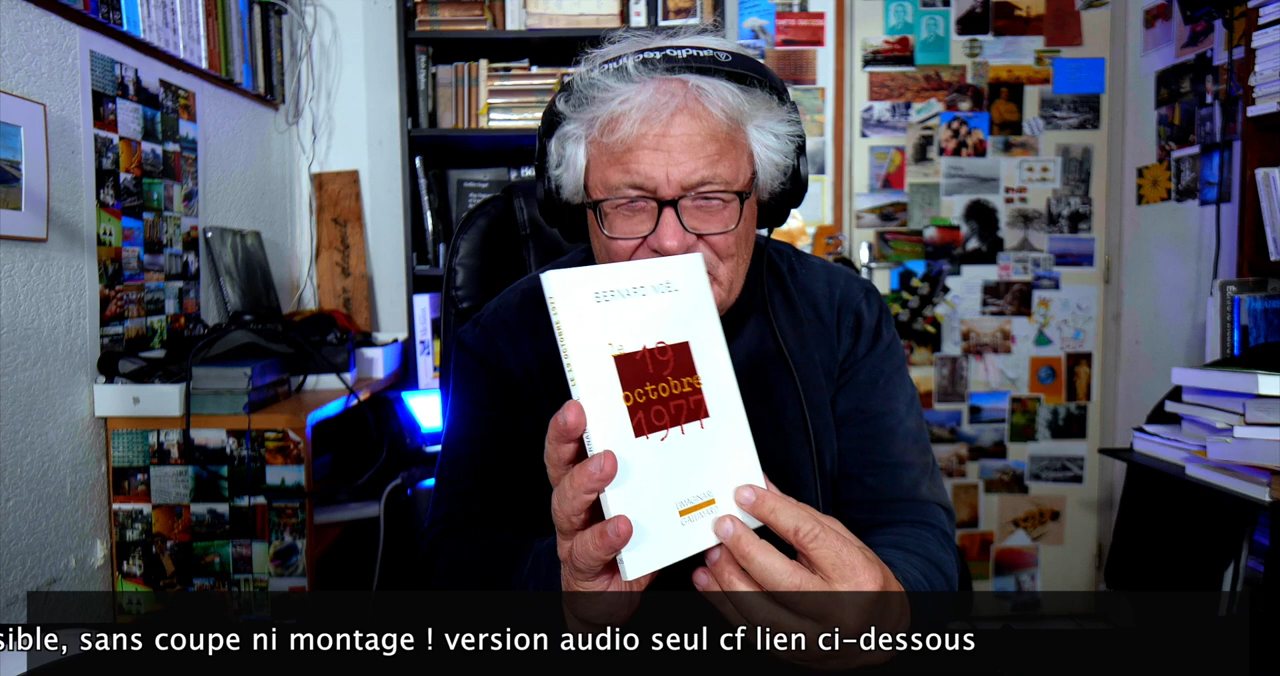 audio-technica
BERNARD NOËL
le 19
octobre
1977
L'IMAGINAIRE
GALLIMARD
sible, sans coupe ni montage ! version audio seul cf lien ci-dessous